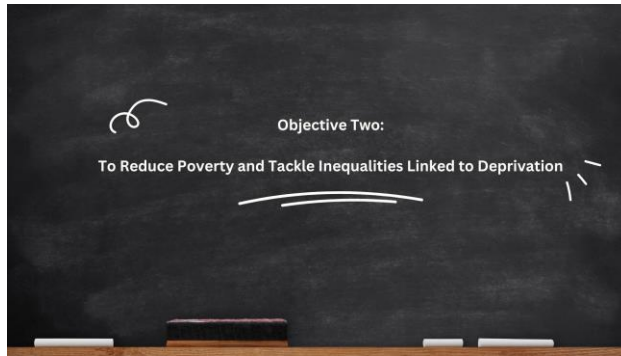 Objective Two:
To Reduce Poverty and Tackle Inequalities Linked to Deprivation